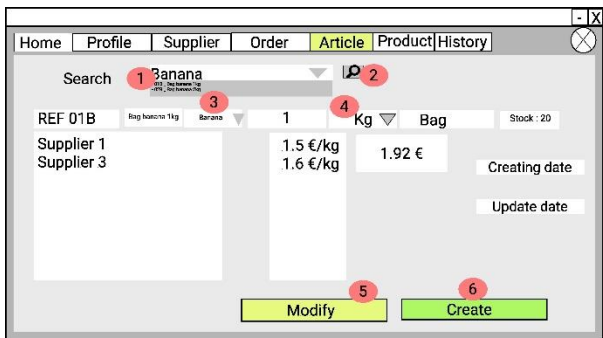 - X
Home Profile Supplier Order Article Product History
Search 1 Banana 2
3 4
REF 01B Bag banana 1kg Banana 1 Kg Bag Stock : 20
Supplier 1 1.5 €/kg
Supplier 3 1.6 €/kg
1.92 €
Creating date
Update date
5 6
Modify Create